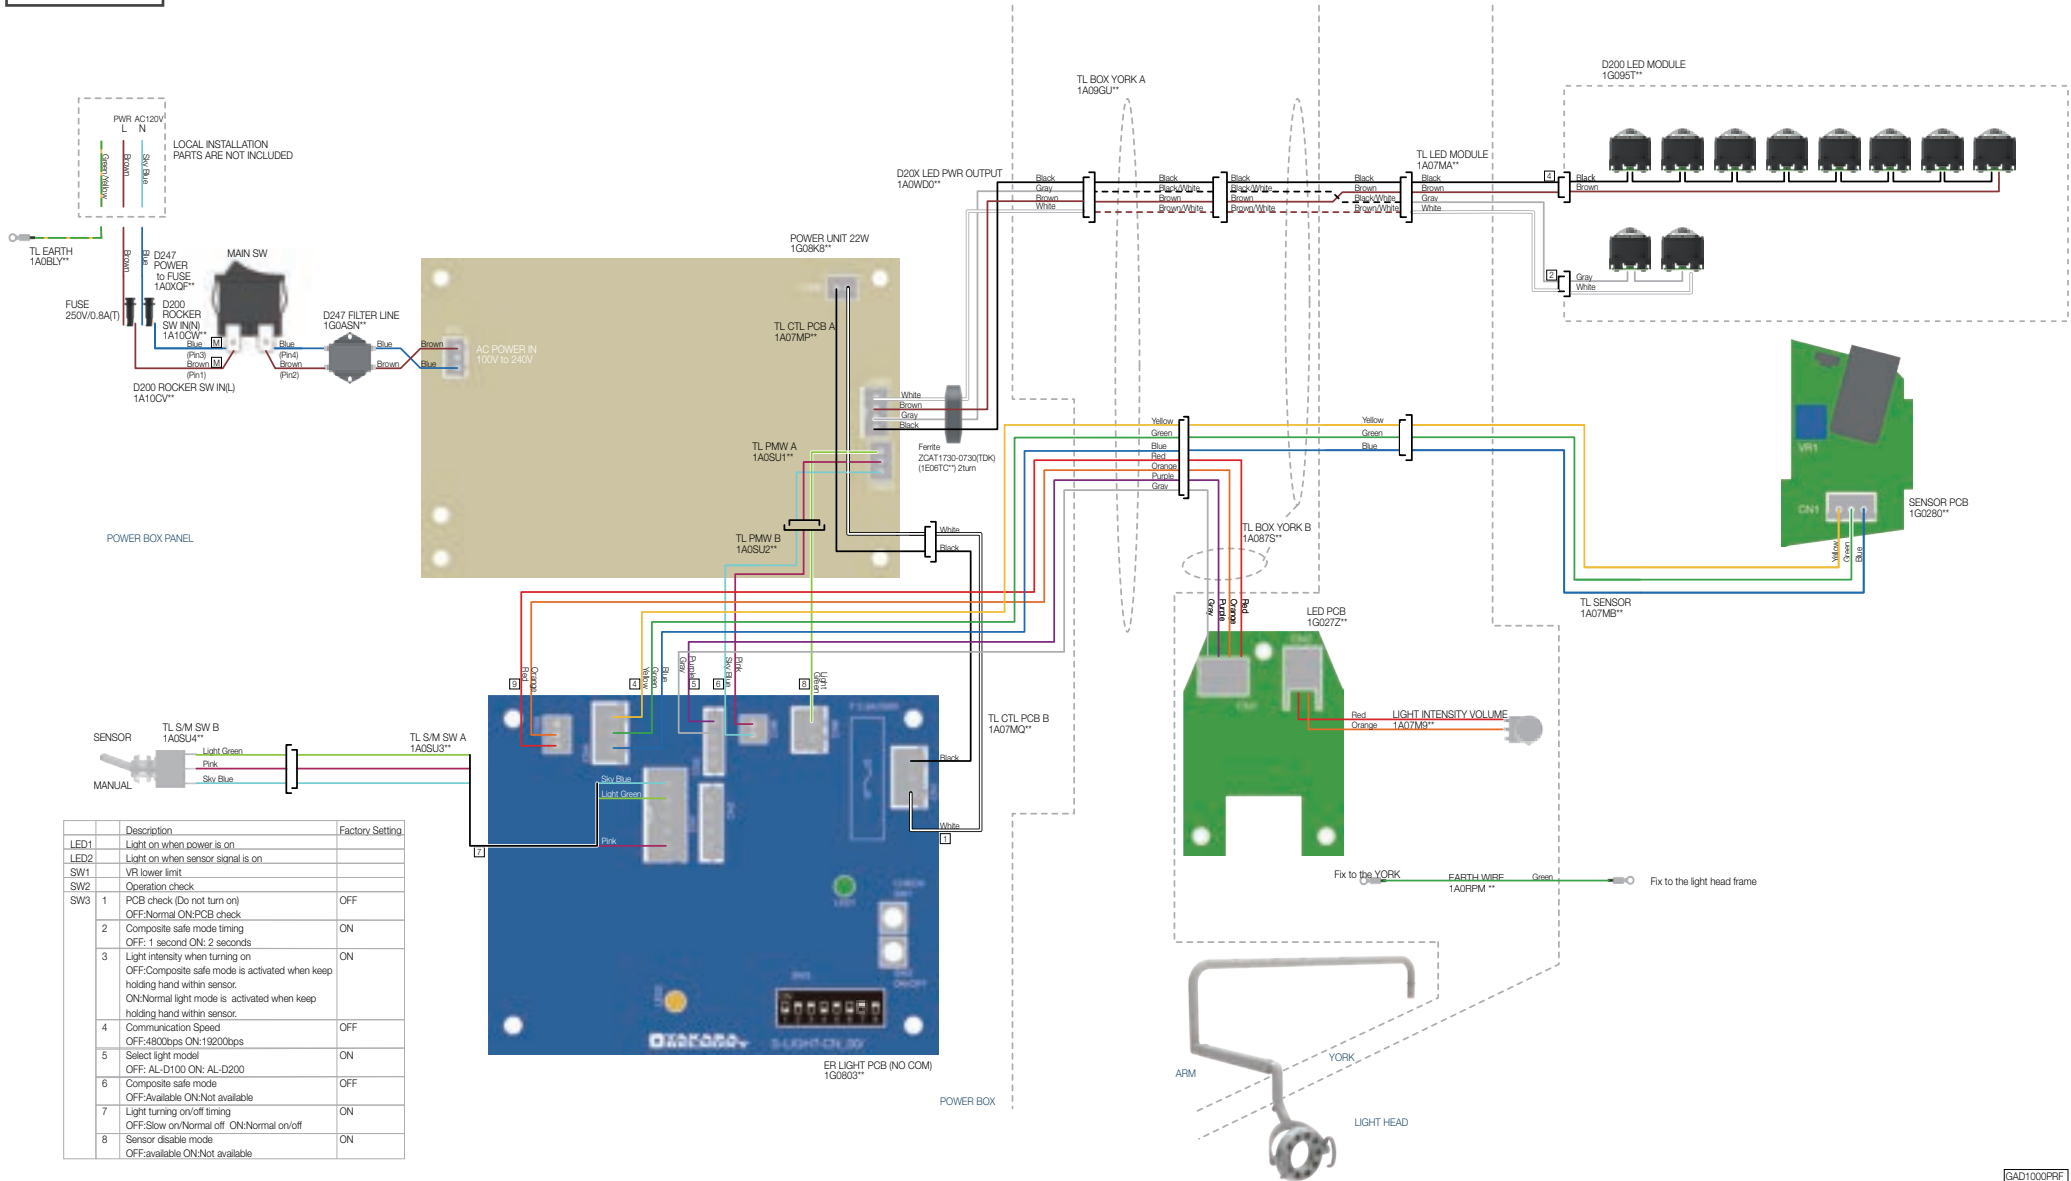 PWR AC120V
L N
Green/Yellow
Brown
Sky Blue
LOCAL INSTALLATION
PARTS ARE NOT INCLUDED
TL EARTH
1A0BLY**
Brown
Blue
D247
POWER
to FUSE
1A0XQF**
MAIN SW
FUSE
250V/0.8A(T)
D200
ROCKER
SW IN(N)
1A10CW**
Blue
M
(Pin3)
Brown
M
(Pin1)
Blue
(Pin4)
Brown
(Pin2)
D200 ROCKER SW IN(L)
1A10CV**
D247 FILTER LINE
1G0ASN**
Blue
Brown
Brown
Blue
AC POWER IN
100V to 240V
POWER UNIT 22W
1G08K8**
TL CTL PCB A
1A07MP**
White
Brown
Gray
Black
Ferrite
ZCAT1730-0730(TDK)
(1E06TC**) 2turn
TL PMW A
1A0SU1**
TL PMW B
1A0SU2**
White
Black
POWER BOX PANEL
D20X LED PWR OUTPUT
1A0WD0**
Black
Gray
Brown
White
TL BOX YORK A
1A09GU**
Black
Black/White
Brown
Brown/White
Black
Black/White
Brown
Brown/White
Black
Brown
Black/White
Brown/White
TL LED MODULE
1A07MA**
Black
Brown
Gray
White
D200 LED MODULE
1G095T**
4
Black
Brown
2
Gray
White
Yellow
Green
Blue
Red
Orange
Purple
Gray
Yellow
Green
Blue
TL BOX YORK B
1A087S**
VR1
CN1
SENSOR PCB
1G0280**
Yellow
Green
Blue
TL SENSOR
1A07MB**
Gray
Purple
Orange
Red
LED PCB
1G027Z**
Red
Orange
LIGHT INTENSITY VOLUME
1A07M9**
9
Red
Orange
4
Yellow
Green
Blue
Gray
Purple
5
6
Sky Blue
Pink
8
Light
Green
TL CTL PCB B
1A07MQ**
Black
White
1
SENSOR
MANUAL
TL S/M SW B
1A0SU4**
Light Green
Pink
Sky Blue
TL S/M SW A
1A0SU3**
Sky Blue
Light Green
Pink
7
LED1
TAKARA
BELMONT
S-LIGHT-CN_00/
ER LIGHT PCB (NO COM)
1G0803**
POWER BOX
Fix to the YORK
EARTH WIRE
1A0RPM **
Green
Fix to the light head frame
ARM
YORK
LIGHT HEAD
Description Factory Setting
LED1 Light on when power is on
LED2 Light on when sensor signal is on
SW1 VR lower limit
SW2 Operation check
SW3 1 PCB check (Do not turn on) OFF
OFF:Normal ON:PCB check
2 Composite safe mode timing ON
OFF: 1 second ON: 2 seconds
3 Light intensity when turning on ON
OFF:Composite safe mode is activated when keep
holding hand within sensor.
ON:Normal light mode is activated when keep
holding hand within sensor.
4 Communication Speed OFF
OFF:4800bps ON:19200bps
5 Select light model ON
OFF: AL-D100 ON: AL-D200
6 Composite safe mode OFF
OFF:Available ON:Not available
7 Light turning on/off timing ON
OFF:Slow on/Normal off ON:Normal on/off
8 Sensor disable mode ON
OFF:available ON:Not available
GAD1000PRF